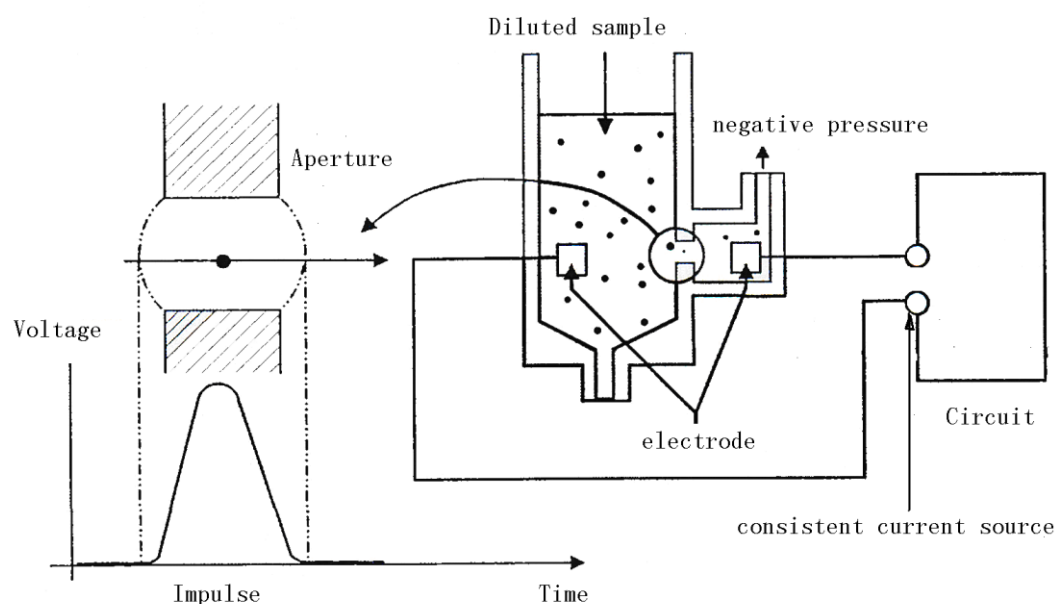 Diluted sample
negative pressure
Aperture
Voltage
Circuit
electrode
consistent current source
Impulse
Time